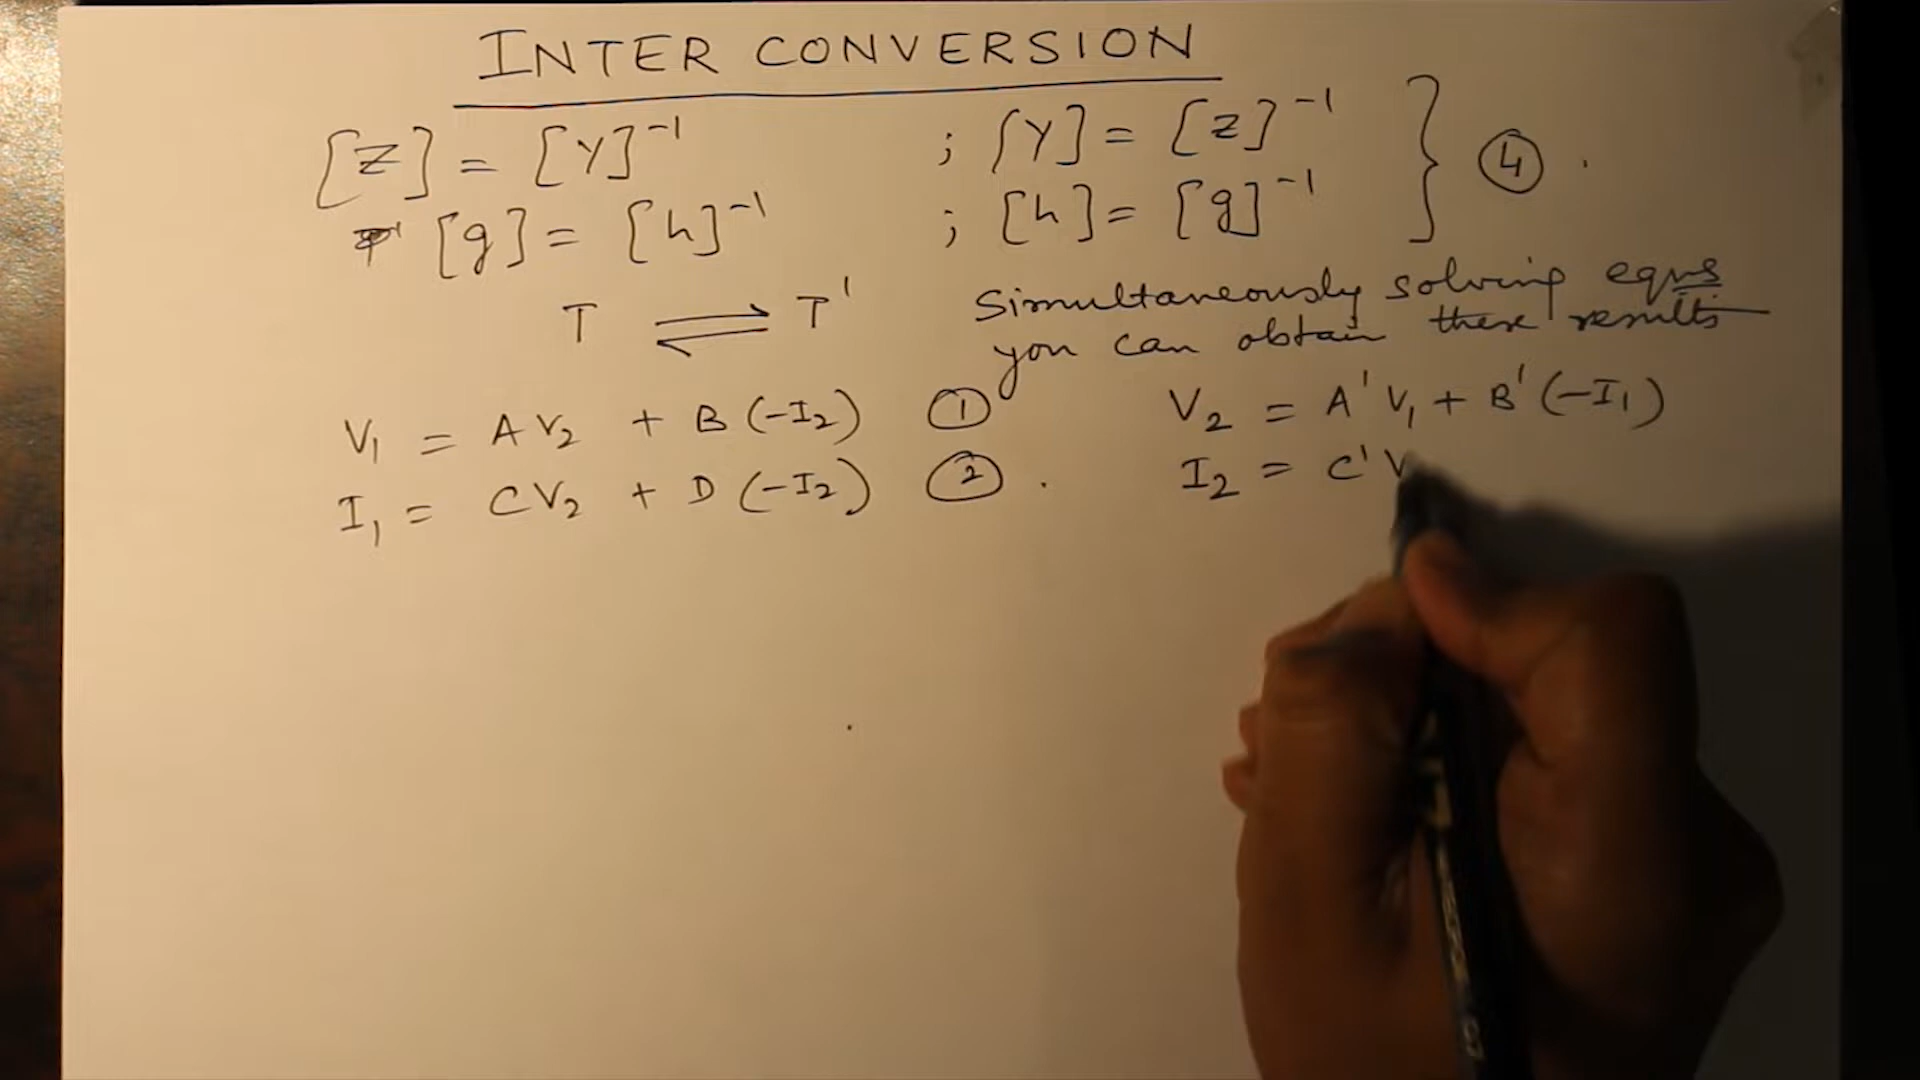 INTER CONVERSION
[Z] = [Y]⁻¹ ; [Y] = [Z]⁻¹
[g] = [h]⁻¹ ; [h] = [g]⁻¹ } ④
T ⇌ T'
Simultaneously solving eqns
you can obtain these results
V₁ = A V₂ + B (-I₂) ①
I₁ = C V₂ + D (-I₂) ②
V₂ = A' V₁ + B' (-I₁)
I₂ = C' V